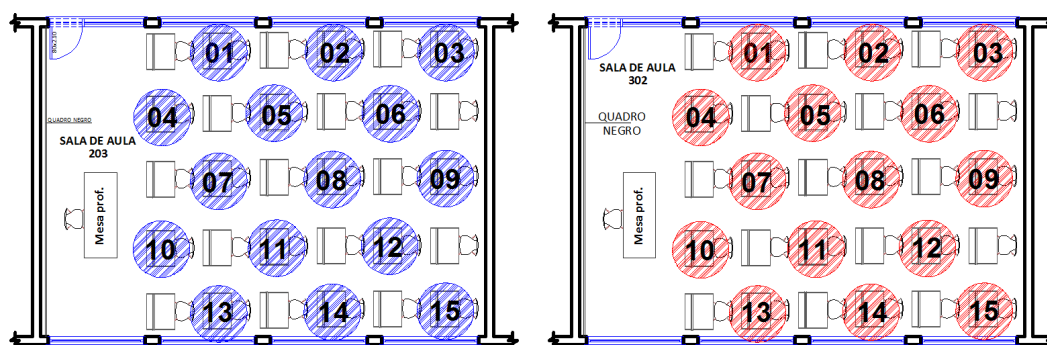 80x210
01 02 03
04 05 06
QUADRO NEGRO
SALA DE AULA
203
07 08 09
Mesa prof.
10 11 12
13 14 15
01 02 03
SALA DE AULA
302
04 05 06
QUADRO
NEGRO
07 08 09
Mesa prof.
10 11 12
13 14 15